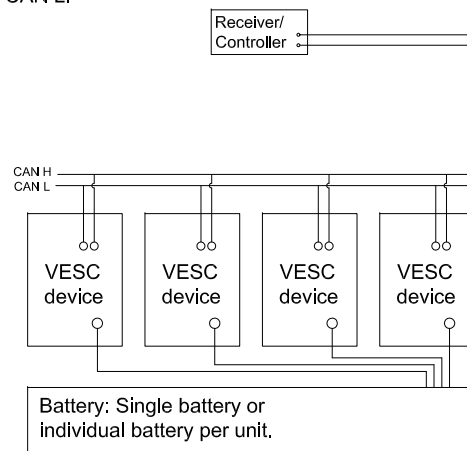 CAN L.
Receiver/
Controller
CAN H
CAN L
VESC
device
VESC
device
VESC
device
VESC
device
Battery: Single battery or
individual battery per unit.